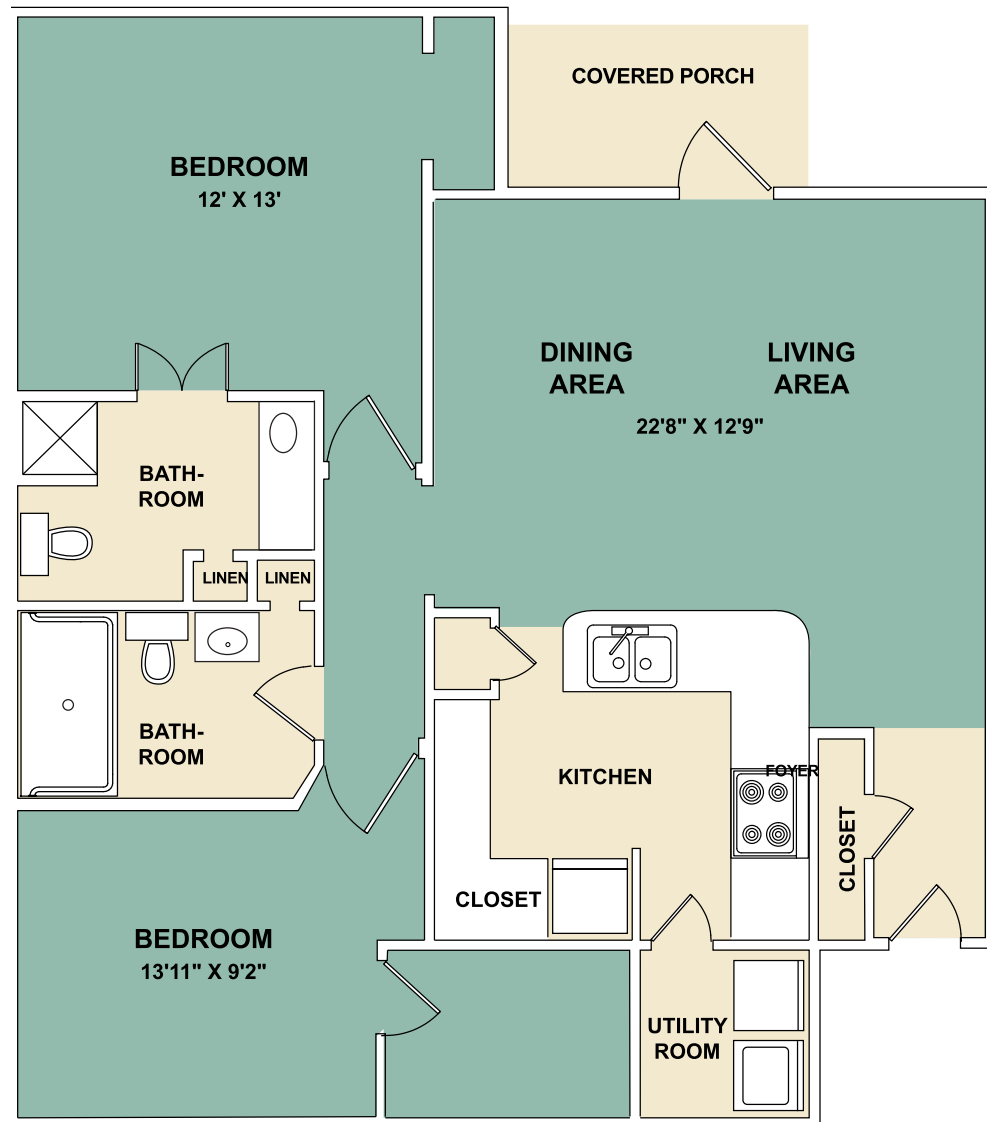 COVERED PORCH
BEDROOM
12' X 13'
DINING
AREA
LIVING
AREA
22'8" X 12'9"
BATH-
ROOM
LINEN
LINEN
BATH-
ROOM
KITCHEN
FOYER
CLOSET
CLOSET
BEDROOM
13'11" X 9'2"
UTILITY
ROOM